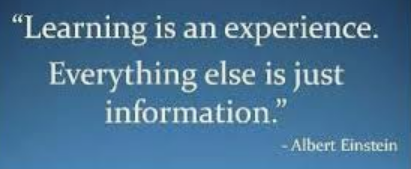 “Learning is an experience.
Everything else is just
information.”
- Albert Einstein